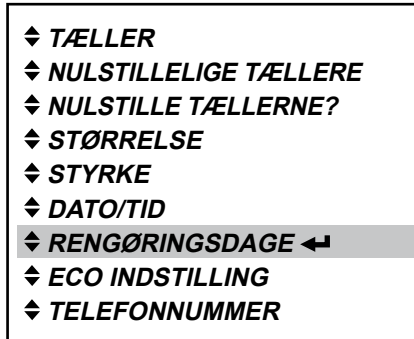 TÆLLER
NULSTILLELIGE TÆLLERE
NULSTILLE TÆLLERNE?
STØRRELSE
STYRKE
DATO/TID
RENGØRINGSDAGE
ECO INDSTILLING
TELEFONNUMMER